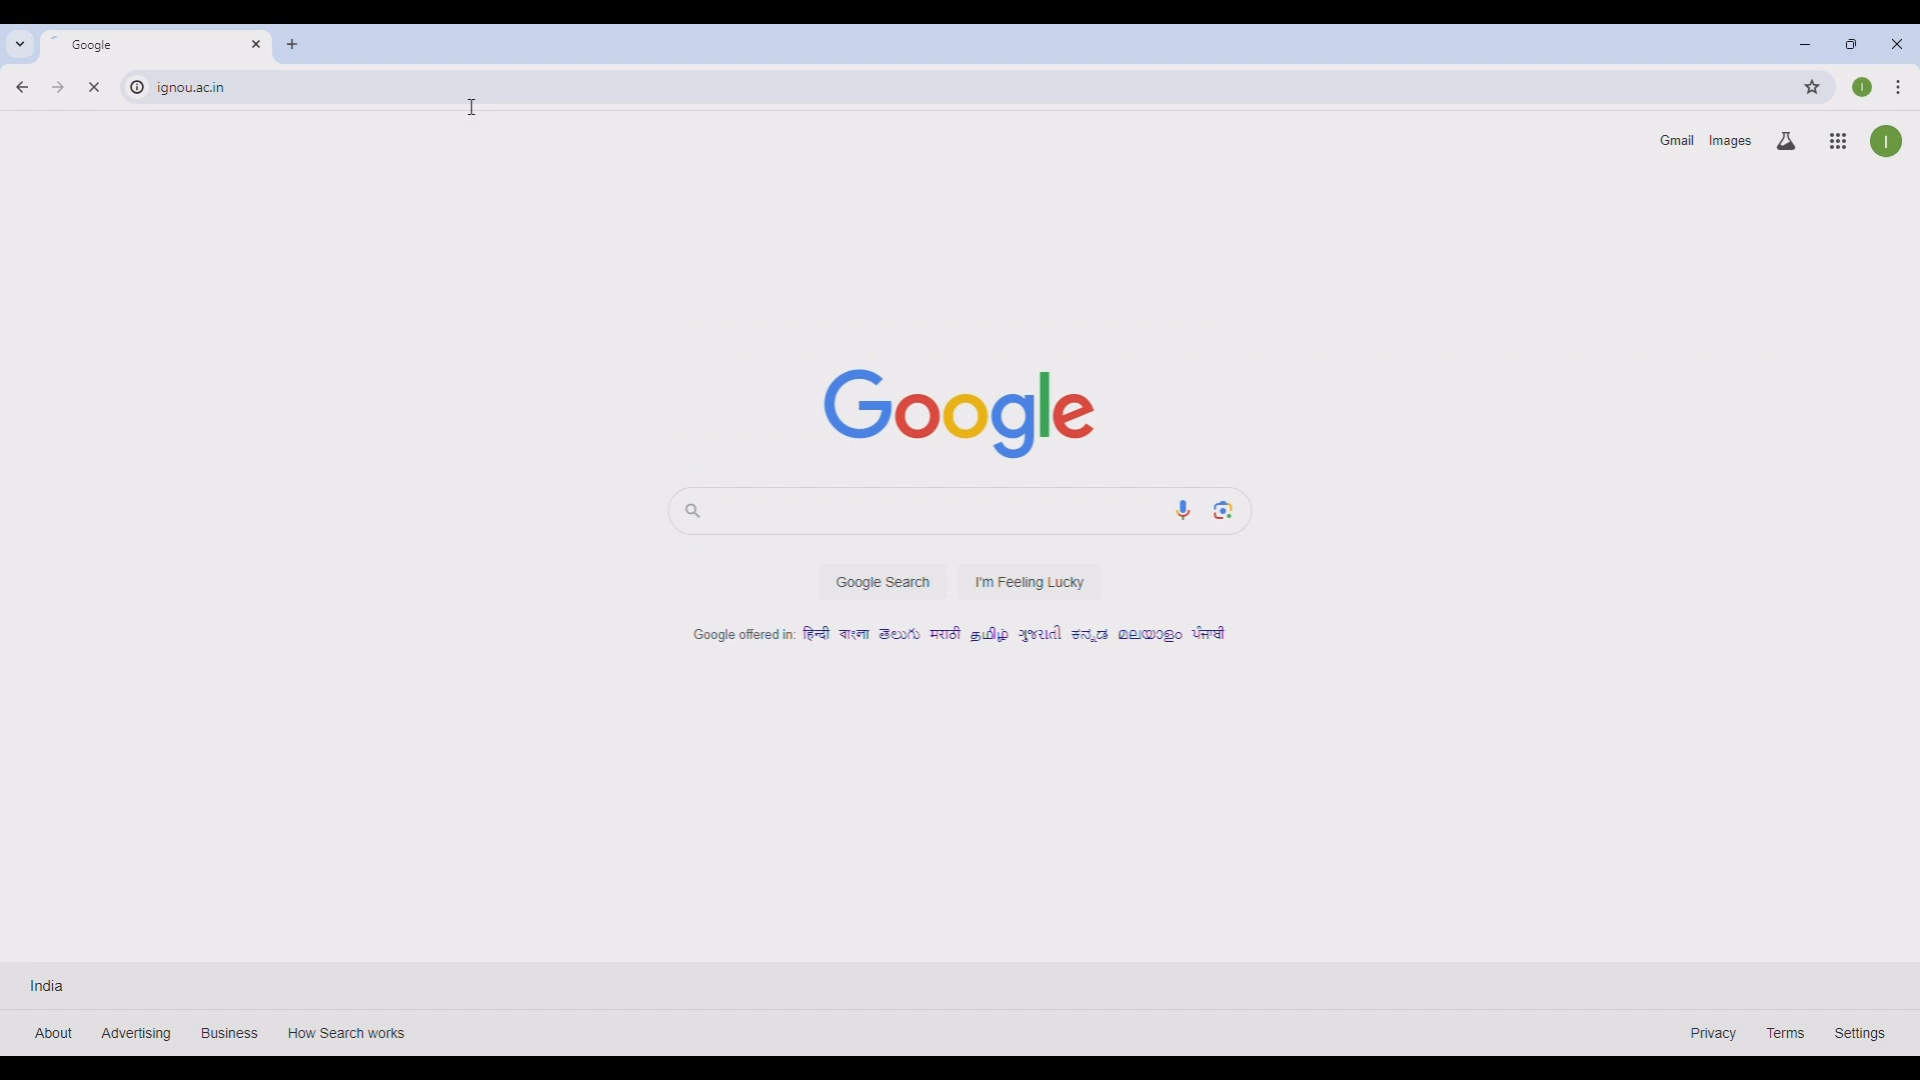 Google
ignou.ac.in
Gmail Images I
Google
Google Search I'm Feeling Lucky
Google offered in: हिन्दी বাংলা తెలుగు मराठी தமிழ் ગુજરાતી ಕನ್ನಡ മലയാളം ਪੰਜਾਬੀ
India
About Advertising Business How Search works Privacy Terms Settings